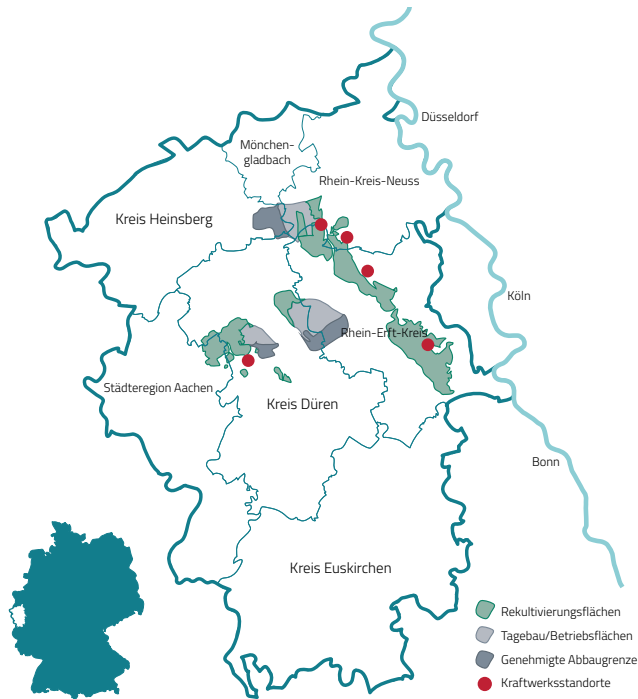 Düsseldorf
Mönchen-
gladbach
Rhein-Kreis-Neuss
Kreis Heinsberg
Köln
Rhein-Erft-Kreis
Städteregion Aachen
Kreis Düren
Bonn
Kreis Euskirchen
Rekultivierungsflächen
Tagebau/Betriebsflächen
Genehmigte Abbaugrenze
Kraftwerksstandorte